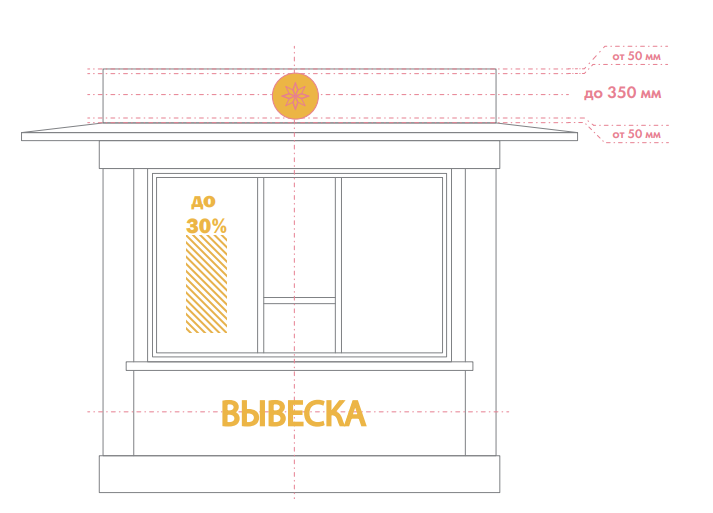 от 50 мм
до 350 мм
от 50 мм
до
30%
ВЫВЕСКА